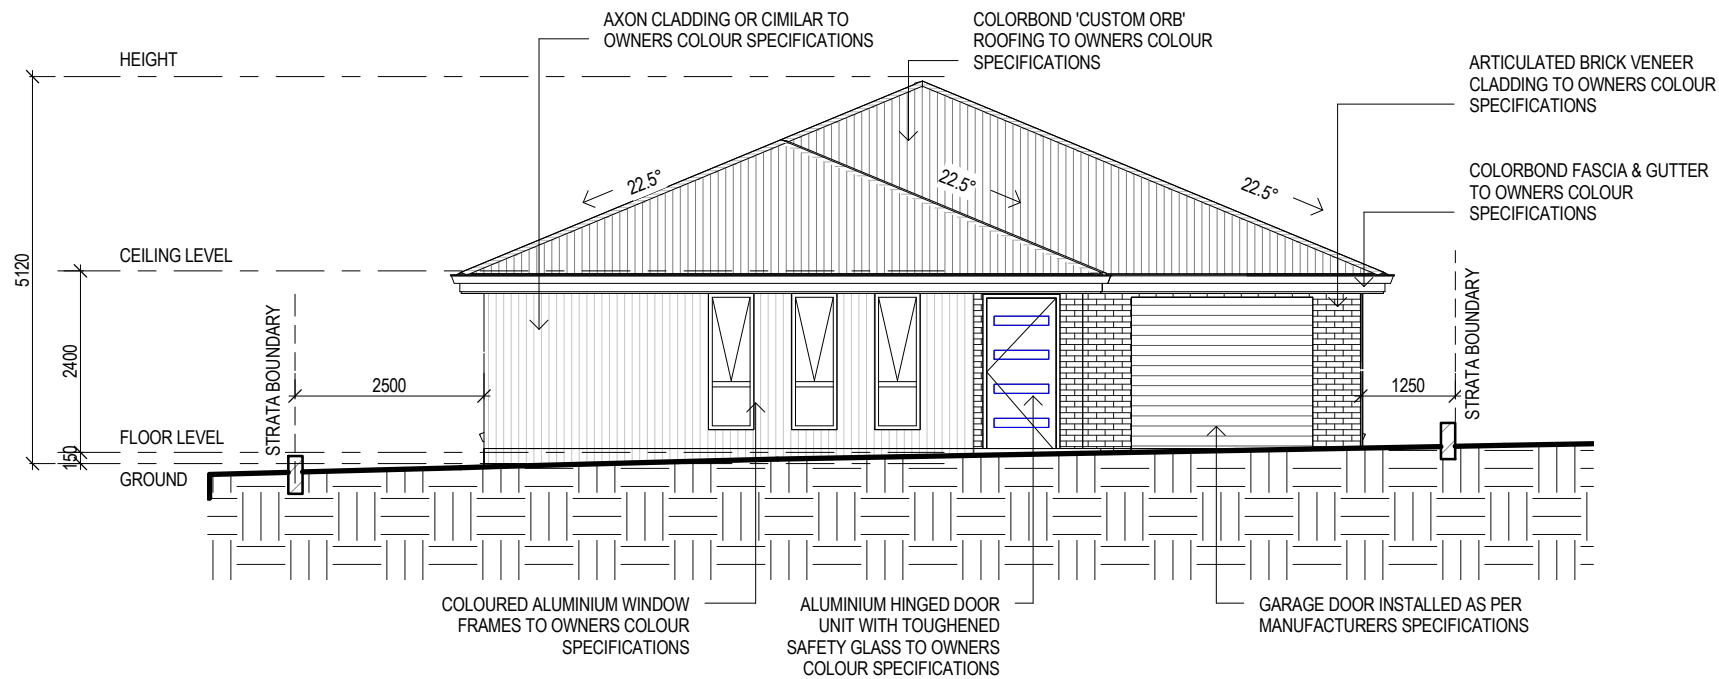 AXON CLADDING OR CIMILAR TO
OWNERS COLOUR SPECIFICATIONS
COLORBOND 'CUSTOM ORB'
ROOFING TO OWNERS COLOUR
SPECIFICATIONS
HEIGHT
ARTICULATED BRICK VENEER
CLADDING TO OWNERS COLOUR
SPECIFICATIONS
COLORBOND FASCIA & GUTTER
TO OWNERS COLOUR
SPECIFICATIONS
22.5°
22.5°
22.5°
CEILING LEVEL
5120
2400
150
STRATA BOUNDARY
2500
1250
STRATA BOUNDARY
FLOOR LEVEL
GROUND
COLOURED ALUMINIUM WINDOW
FRAMES TO OWNERS COLOUR
SPECIFICATIONS
ALUMINIUM HINGED DOOR
UNIT WITH TOUGHENED
SAFETY GLASS TO OWNERS
COLOUR SPECIFICATIONS
GARAGE DOOR INSTALLED AS PER
MANUFACTURERS SPECIFICATIONS